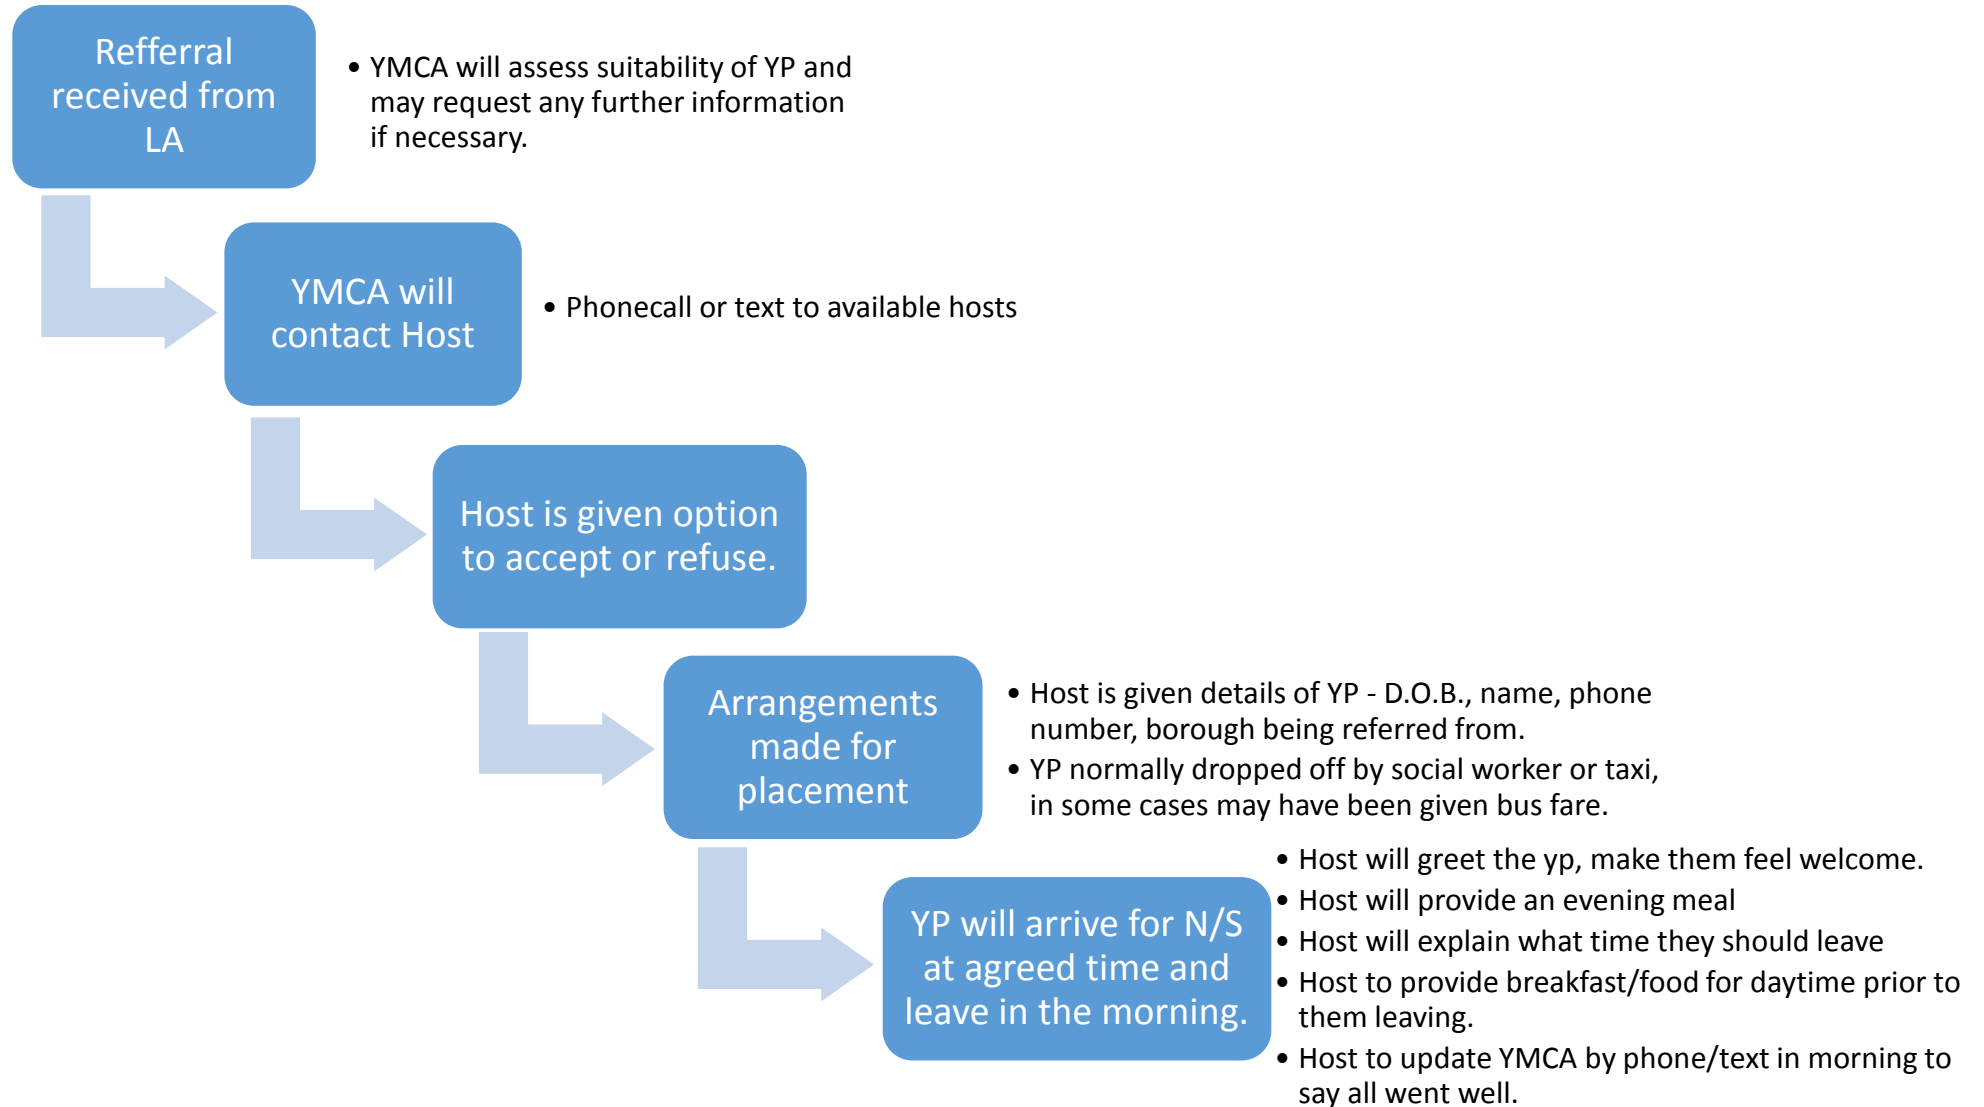 Refferral
received from
LA
• YMCA will assess suitability of YP and
may request any further information
if necessary.
YMCA will
contact Host
• Phonecall or text to available hosts
Host is given option
to accept or refuse.
Arrangements
made for
placement
• Host is given details of YP - D.O.B., name, phone
number, borough being referred from.
• YP normally dropped off by social worker or taxi,
in some cases may have been given bus fare.
YP will arrive for N/S
at agreed time and
leave in the morning.
• Host will greet the yp, make them feel welcome.
• Host will provide an evening meal
• Host will explain what time they should leave
• Host to provide breakfast/food for daytime prior to
them leaving.
• Host to update YMCA by phone/text in morning to
say all went well.